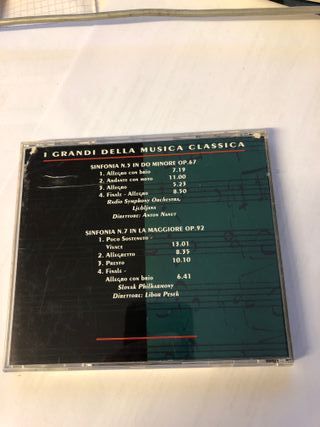 I GRANDI DELLA MUSICA CLASSICA
SINFONIA N.5 IN DO MINORE OP.67
1. Allegro con brio 7.19
2. Andante con moto 11.00
3. Allegro 5.23
4. Finale - Allegro 8.50
Radio Symphony Orchestra,
Ljubljana
Direttore: Anton Nanut
SINFONIA N.7 IN LA MAGGIORE OP.92
1. Poco Sostenuto -
Vivace 13.01
2. Allegretto 8.35
3. Presto 10.10
4. Finale -
Allegro con brio 6.41
Slovak Philharmony
Direttore: Libor Pesek